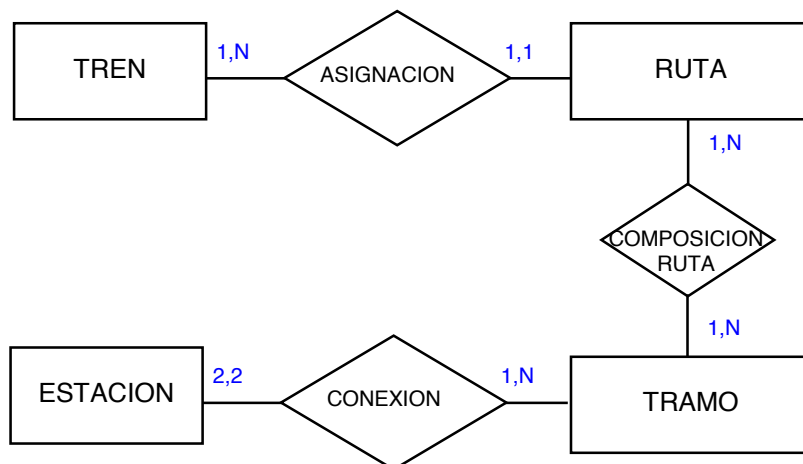 TREN
1,N
ASIGNACION
1,1
RUTA
1,N
COMPOSICION
RUTA
1,N
ESTACION
2,2
CONEXION
1,N
TRAMO